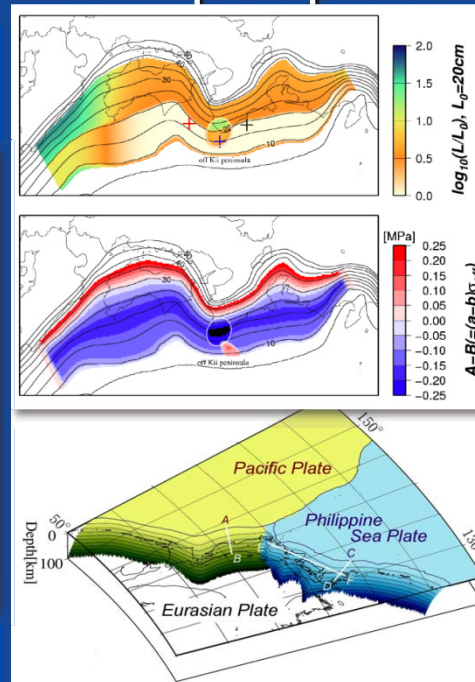 50
30
20
10
off Kii peninsula
2.0
1.5
1.0
0.5
0.0
log10(L/L0), L0=20cm
30
10
off Kii peninsula
[MPa]
0.25
0.20
0.15
0.10
0.05
0.00
−0.05
−0.10
−0.15
−0.20
−0.25
150°
Pacific Plate
Philippine
Sea Plate
50°
0
100
Depth[km]
A
B
C
D
F
Eurasian Plate